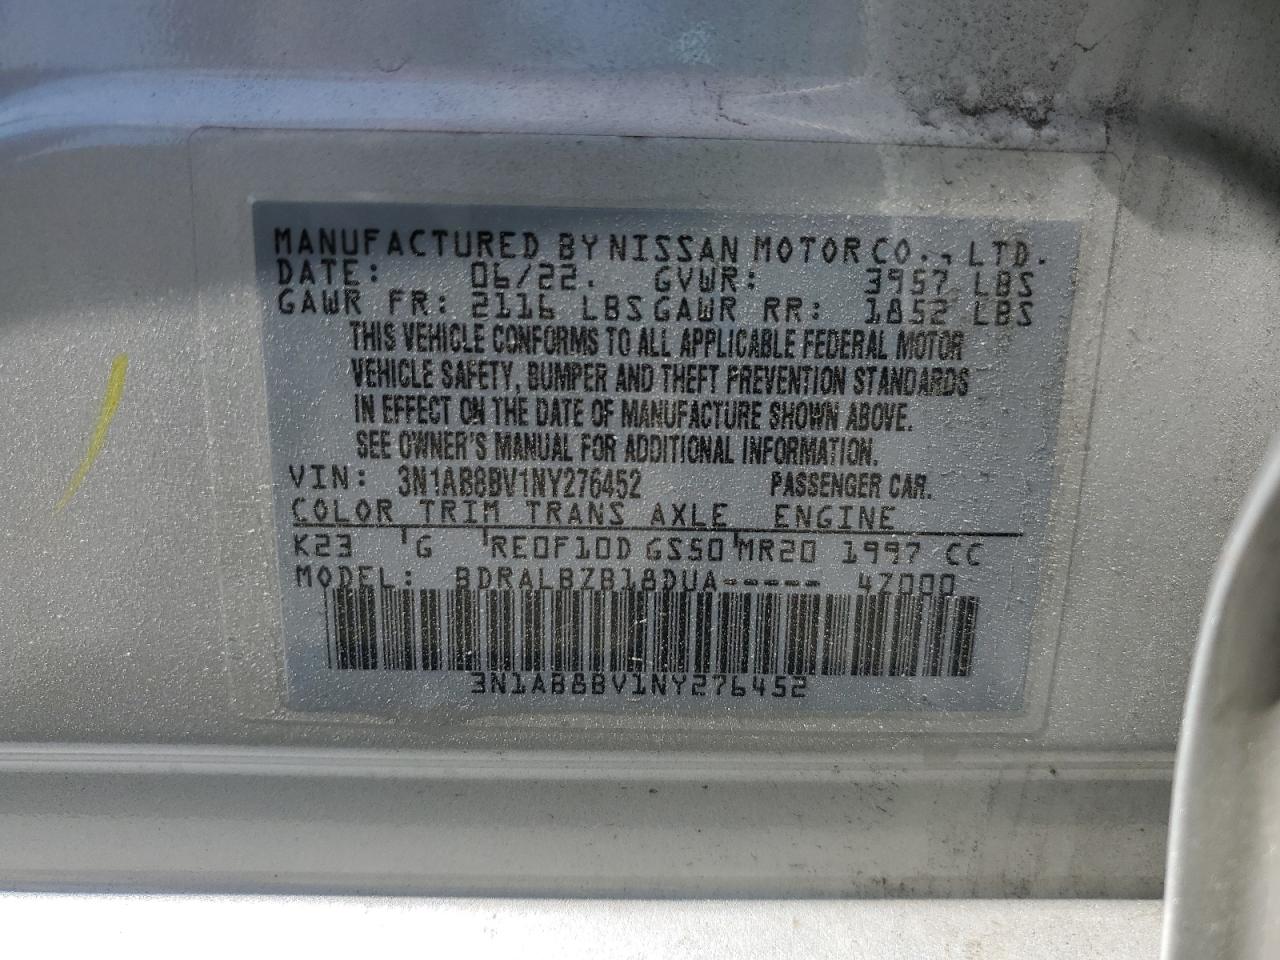 MANUFACTURED BY NISSAN MOTOR CO., LTD.
DATE: 06/22. GVWR: 3957 LBS
GAWR FR: 2116 LBS GAWR RR: 1852 LBS
THIS VEHICLE CONFORMS TO ALL APPLICABLE FEDERAL MOTOR
VEHICLE SAFETY, BUMPER AND THEFT PREVENTION STANDARDS
IN EFFECT ON THE DATE OF MANUFACTURE SHOWN ABOVE.
SEE OWNER'S MANUAL FOR ADDITIONAL INFORMATION.
VIN: 3N1AB8BV1NY276452 PASSENGER CAR.
COLOR TRIM TRANS AXLE ENGINE
K23 G RE0F10D GS50 MR20 1997 CC
MODEL: BDRALBZB18DUA----- 4Z000
3N1AB8BV1NY276452